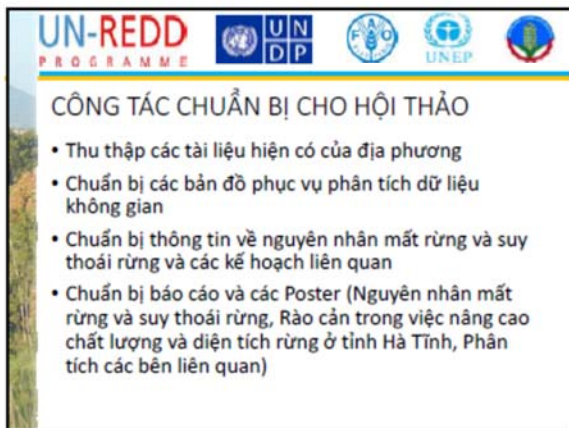 UN-REDD
PROGRAMME
UN
DP
FAO
UNEP
CÔNG TÁC CHUẨN BỊ CHO HỘI THẢO
• Thu thập các tài liệu hiện có của địa phương
• Chuẩn bị các bản đồ phục vụ phân tích dữ liệu
không gian
• Chuẩn bị thông tin về nguyên nhân mất rừng và suy
thoái rừng và các kế hoạch liên quan
• Chuẩn bị báo cáo và các Poster (Nguyên nhân mất
rừng và suy thoái rừng, Rào cản trong việc nâng cao
chất lượng và diện tích rừng ở tỉnh Hà Tĩnh, Phân
tích các bên liên quan)